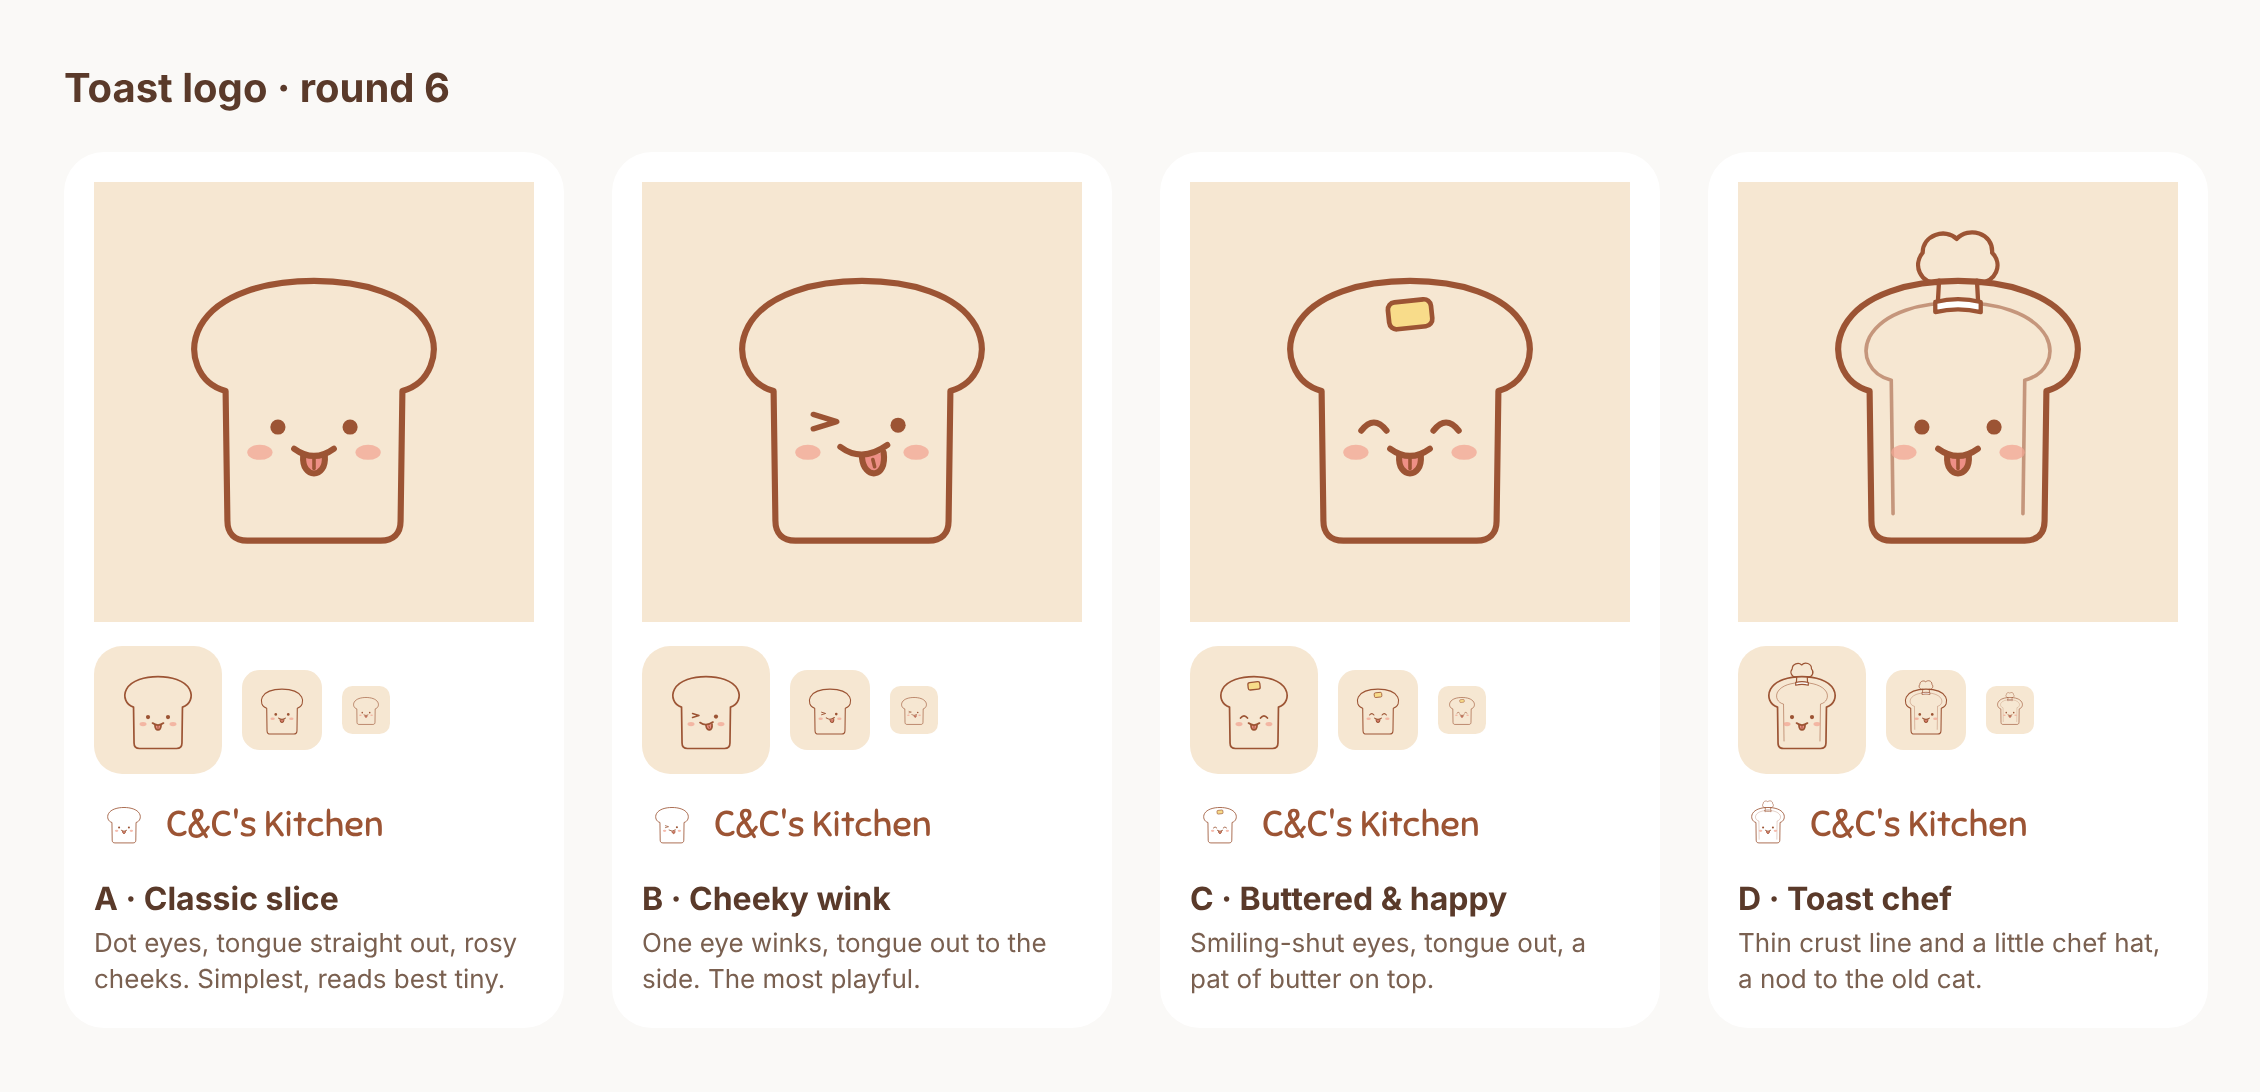 Toast logo · round 6
C&C's Kitchen
A · Classic slice
Dot eyes, tongue straight out, rosy
cheeks. Simplest, reads best tiny.
C&C's Kitchen
B · Cheeky wink
One eye winks, tongue out to the
side. The most playful.
C&C's Kitchen
C · Buttered & happy
Smiling-shut eyes, tongue out, a
pat of butter on top.
C&C's Kitchen
D · Toast chef
Thin crust line and a little chef hat,
a nod to the old cat.